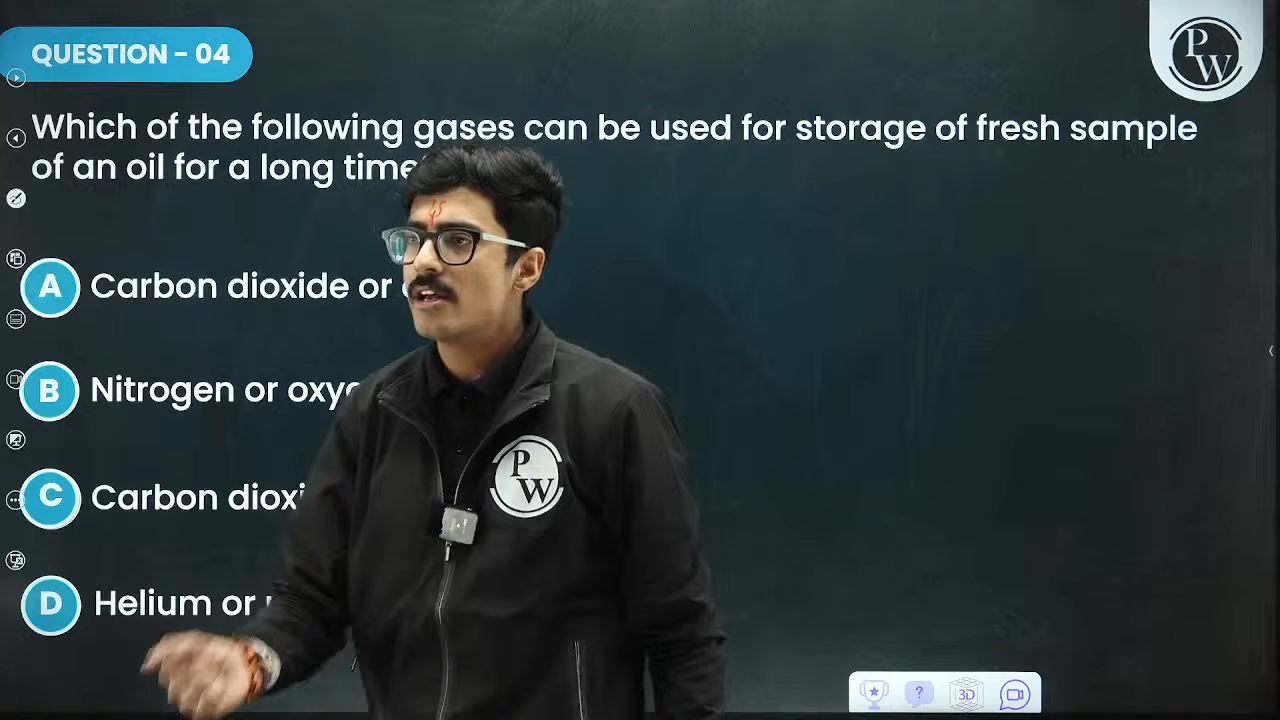 QUESTION - 04
PW
Which of the following gases can be used for storage of fresh sample
of an oil for a long time
A Carbon dioxide or
B Nitrogen or
C Carbon
D Helium or
PW
? 3D